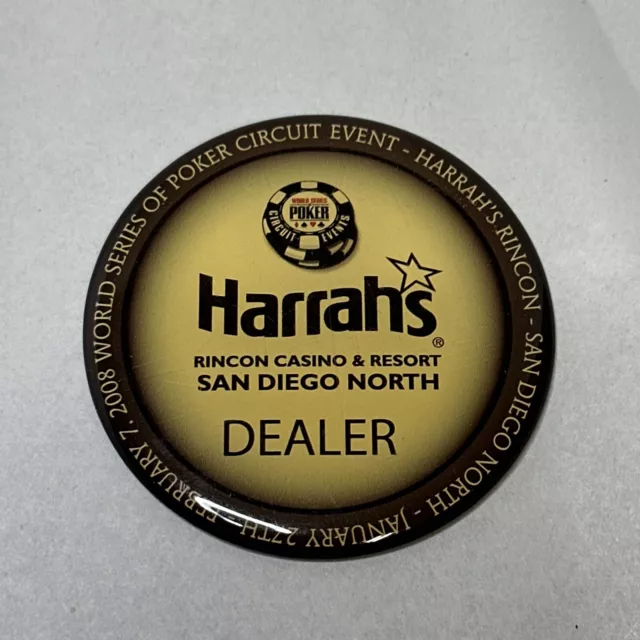 2008 WORLD SERIES OF POKER CIRCUIT EVENT - HARRAH'S RINCON - SAN DIEGO NORTH - JANUARY 27TH - FEBRUARY 7,
WORLD SERIES
POKER
CIRCUIT EVENTS
Harrah's®
RINCON CASINO & RESORT
SAN DIEGO NORTH
DEALER